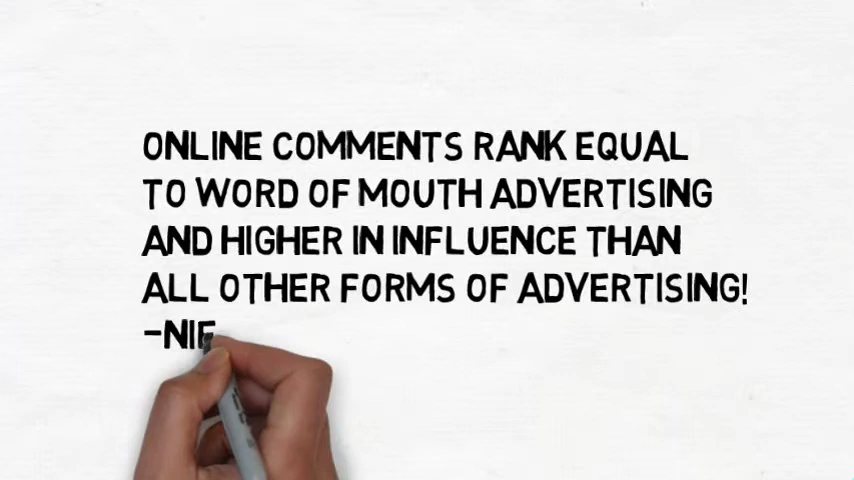 ONLINE COMMENTS RANK EQUAL
TO WORD OF MOUTH ADVERTISING
AND HIGHER IN INFLUENCE THAN
ALL OTHER FORMS OF ADVERTISING!
-NIE